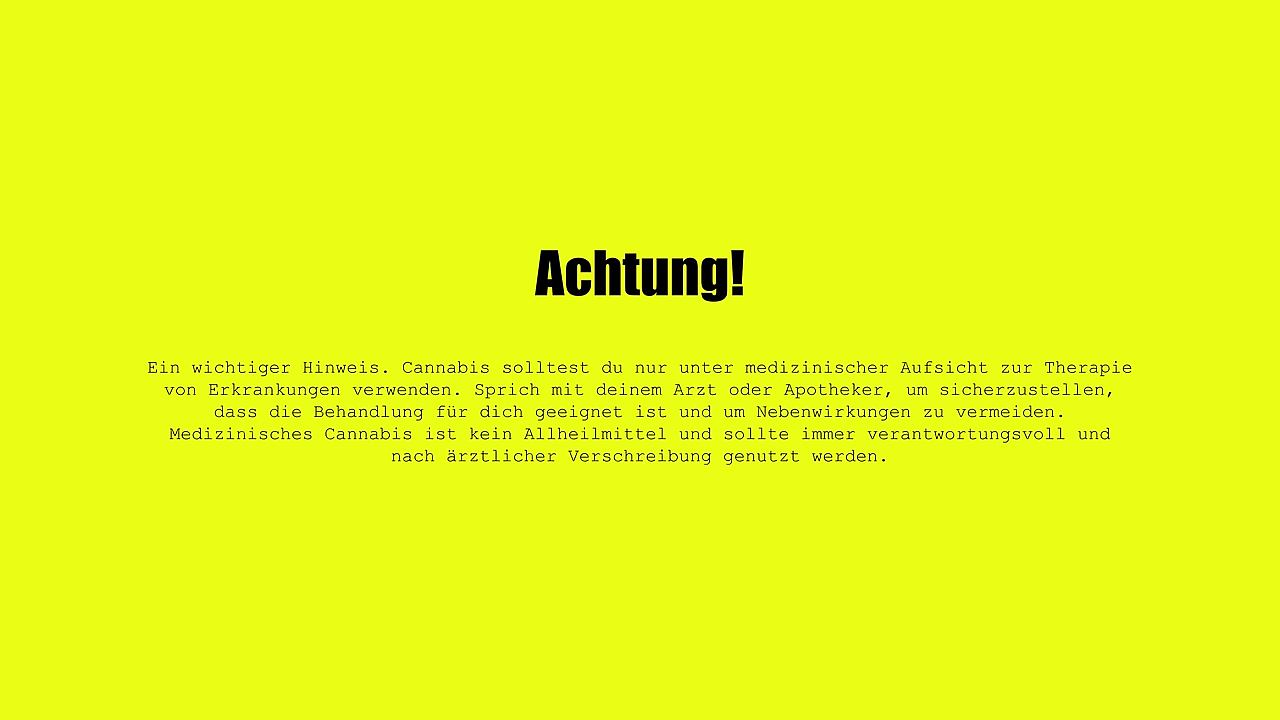 Achtung!
Ein wichtiger Hinweis. Cannabis solltest du nur unter medizinischer Aufsicht zur Therapie
von Erkrankungen verwenden. Sprich mit deinem Arzt oder Apotheker, um sicherzustellen,
dass die Behandlung für dich geeignet ist und um Nebenwirkungen zu vermeiden.
Medizinisches Cannabis ist kein Allheilmittel und sollte immer verantwortungsvoll und
nach ärztlicher Verschreibung genutzt werden.